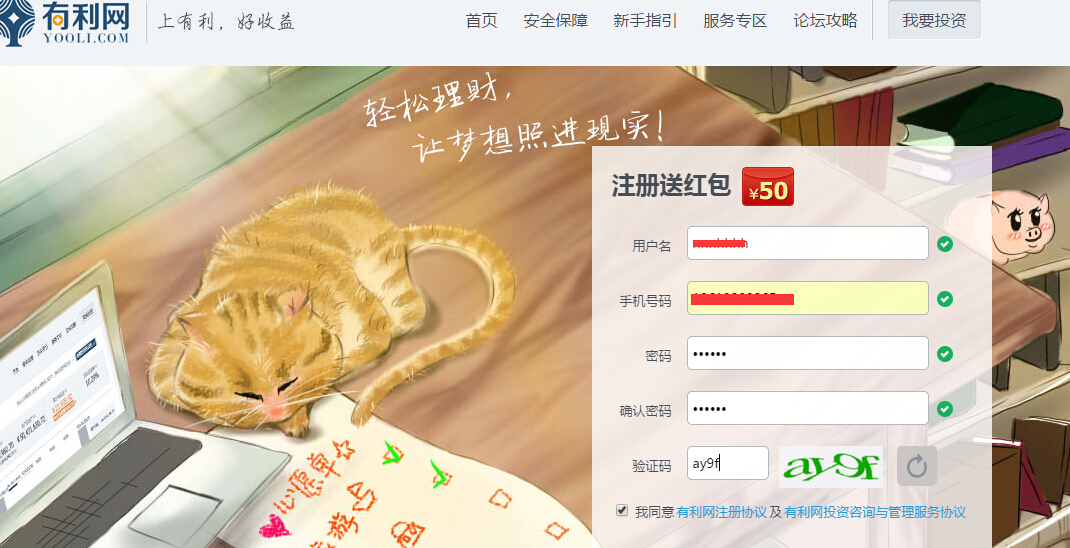 有利网
YOOLI.COM
上有利，好收益
首页 安全保障 新手指引 服务专区 论坛攻略 我要投资
轻松理财，
让梦想照进现实！
注册送红包 ¥50
用户名
手机号码
密码 ••••••
确认密码 ••••••
验证码 ay9f ay9f
我同意有利网注册协议及有利网投资咨询与管理服务协议
心愿单
游